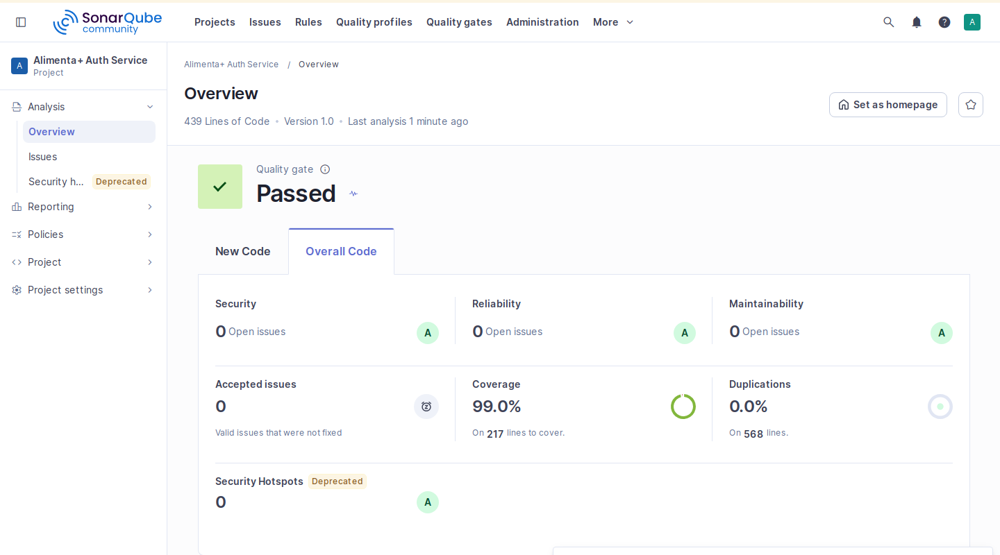 SonarQube community Projects Issues Rules Quality profiles Quality gates Administration More ? A
A Alimenta+ Auth Service
Project
Analysis
Overview
Issues
Security h... Deprecated
Reporting
Policies
Project
Project settings
Alimenta+ Auth Service / Overview
Overview
Set as homepage
439 Lines of Code • Version 1.0 • Last analysis 1 minute ago
Quality gate
Passed
New Code Overall Code
Security Reliability Maintainability
0 Open issues A 0 Open issues A 0 Open issues A
Accepted issues Coverage Duplications
0 99.0% 0.0%
Valid issues that were not fixed On 217 lines to cover. On 568 lines.
Security Hotspots Deprecated
0 A